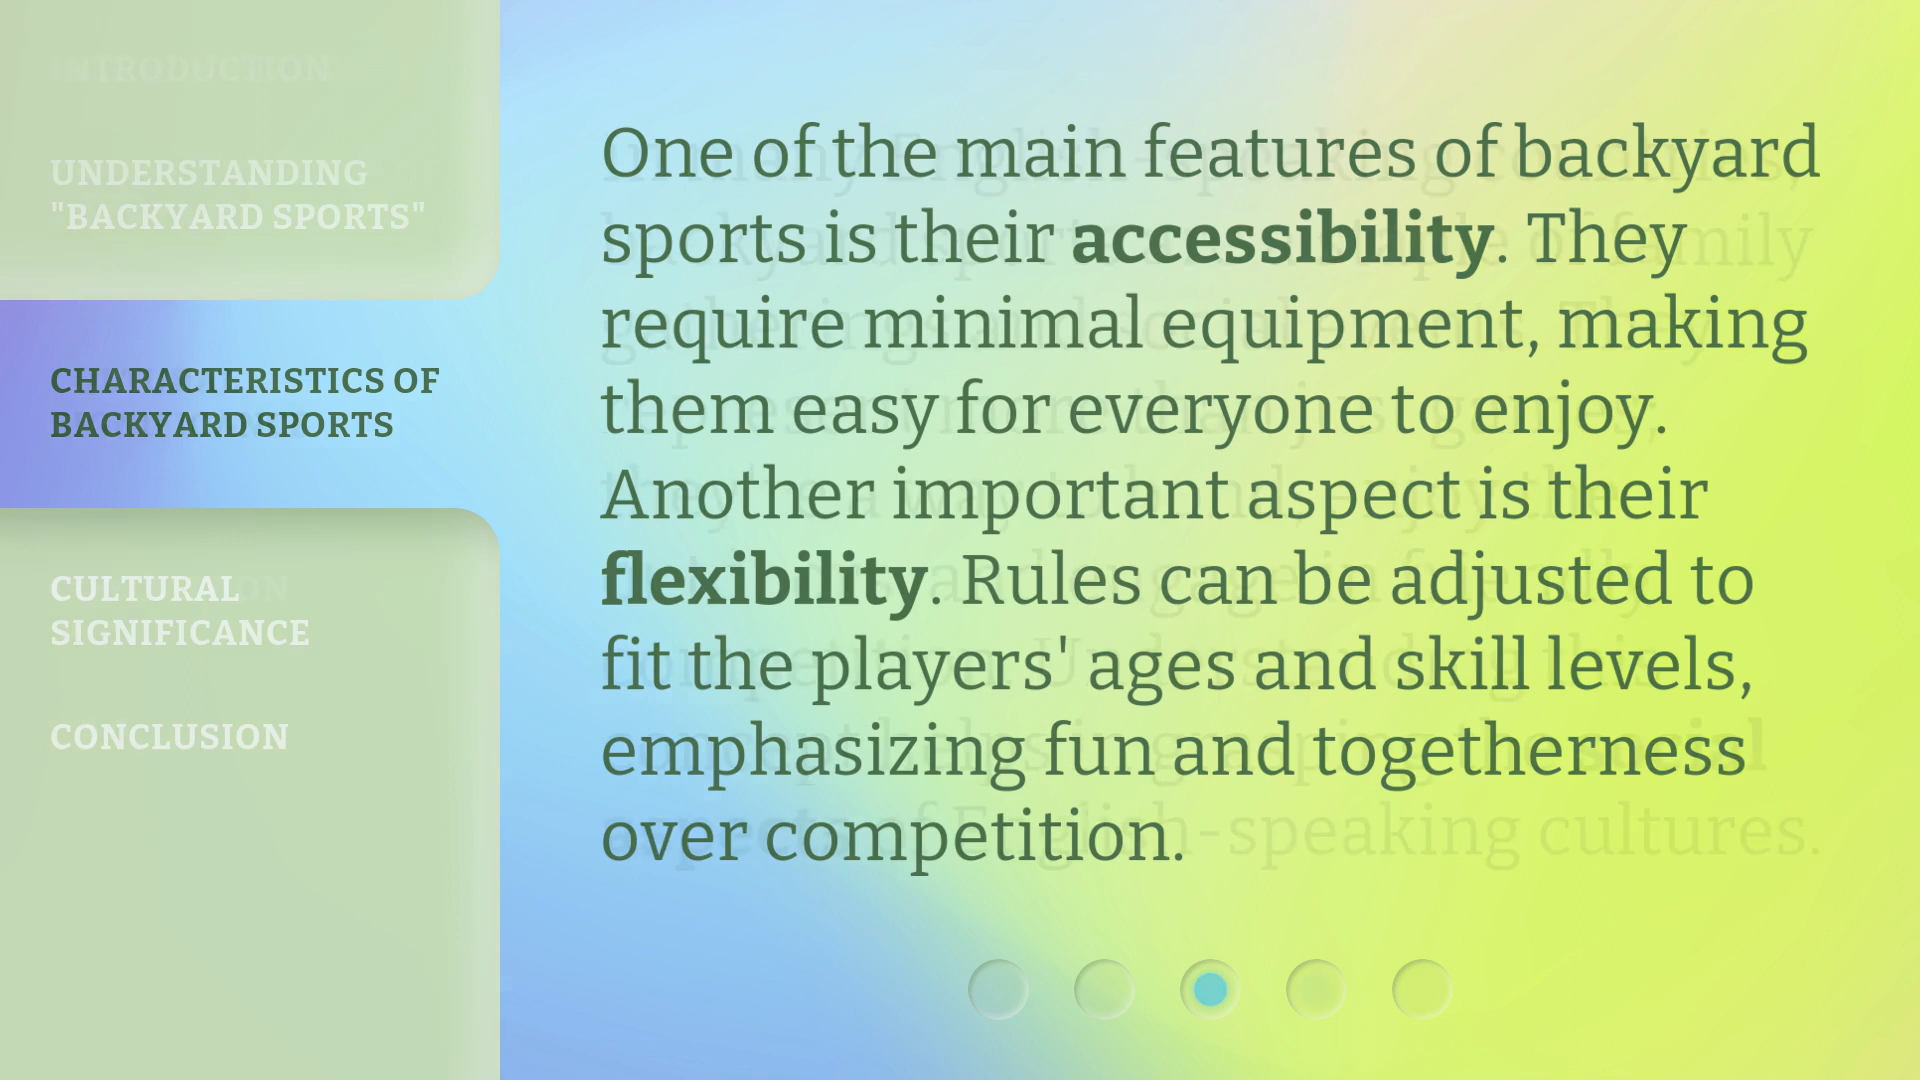 INTRODUCTION
UNDERSTANDING
"BACKYARD SPORTS"
CHARACTERISTICS OF
BACKYARD SPORTS
CULTURAL
SIGNIFICANCE
CONCLUSION
One of the main features of backyard
sports is their accessibility. They
require minimal equipment, making
them easy for everyone to enjoy.
Another important aspect is their
flexibility. Rules can be adjusted to
fit the players' ages and skill levels,
emphasizing fun and togetherness
over competition.